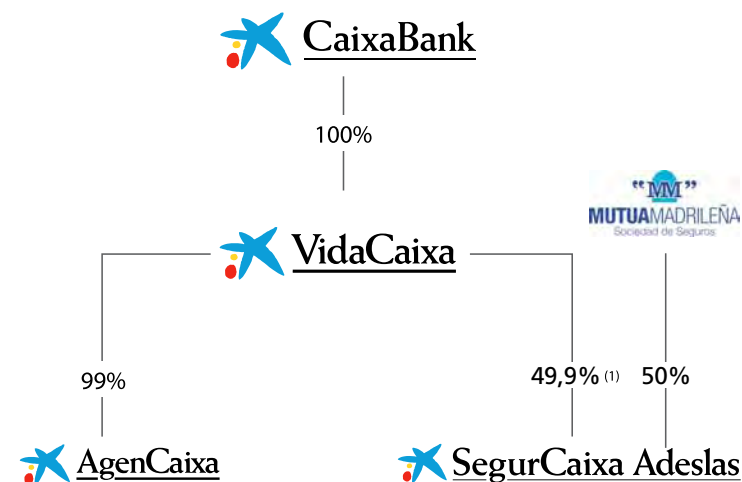 CaixaBank
100%
“MM”
MUTUAMADRILEÑA
Sociedad de Seguros
VidaCaixa
99%
49,9% (1)
50%
AgenCaixa
SegurCaixa Adeslas